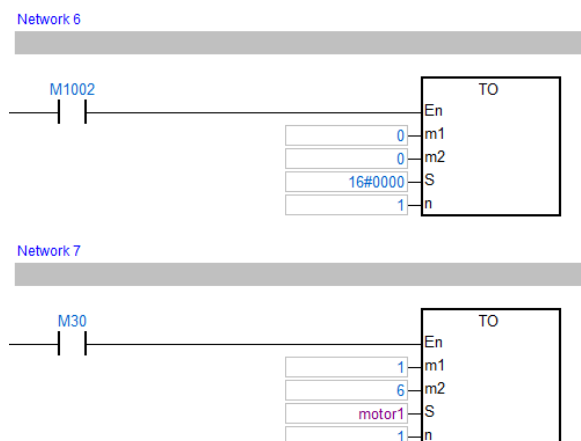 Network 6
M1002
TO
En
0 m1
0 m2
16#0000 S
1 n
Network 7
M30
TO
En
1 m1
6 m2
motor1 S
1 n